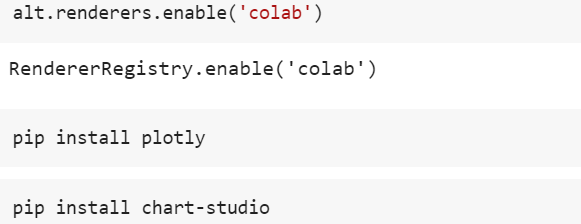 alt.renderers.enable('colab')
RendererRegistry.enable('colab')
pip install plotly
pip install chart-studio